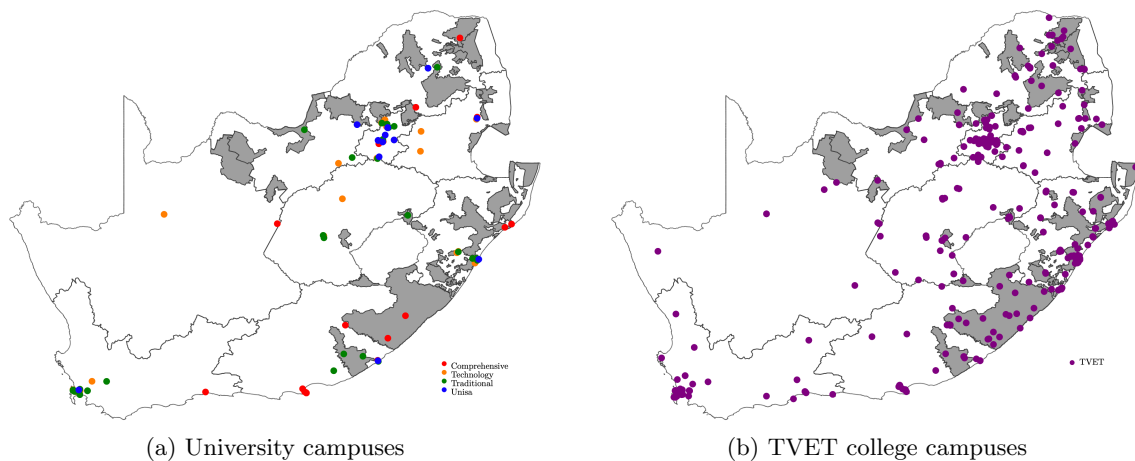 Comprehensive
Technology
Traditional
Unisa
TVET
(a) University campuses
(b) TVET college campuses